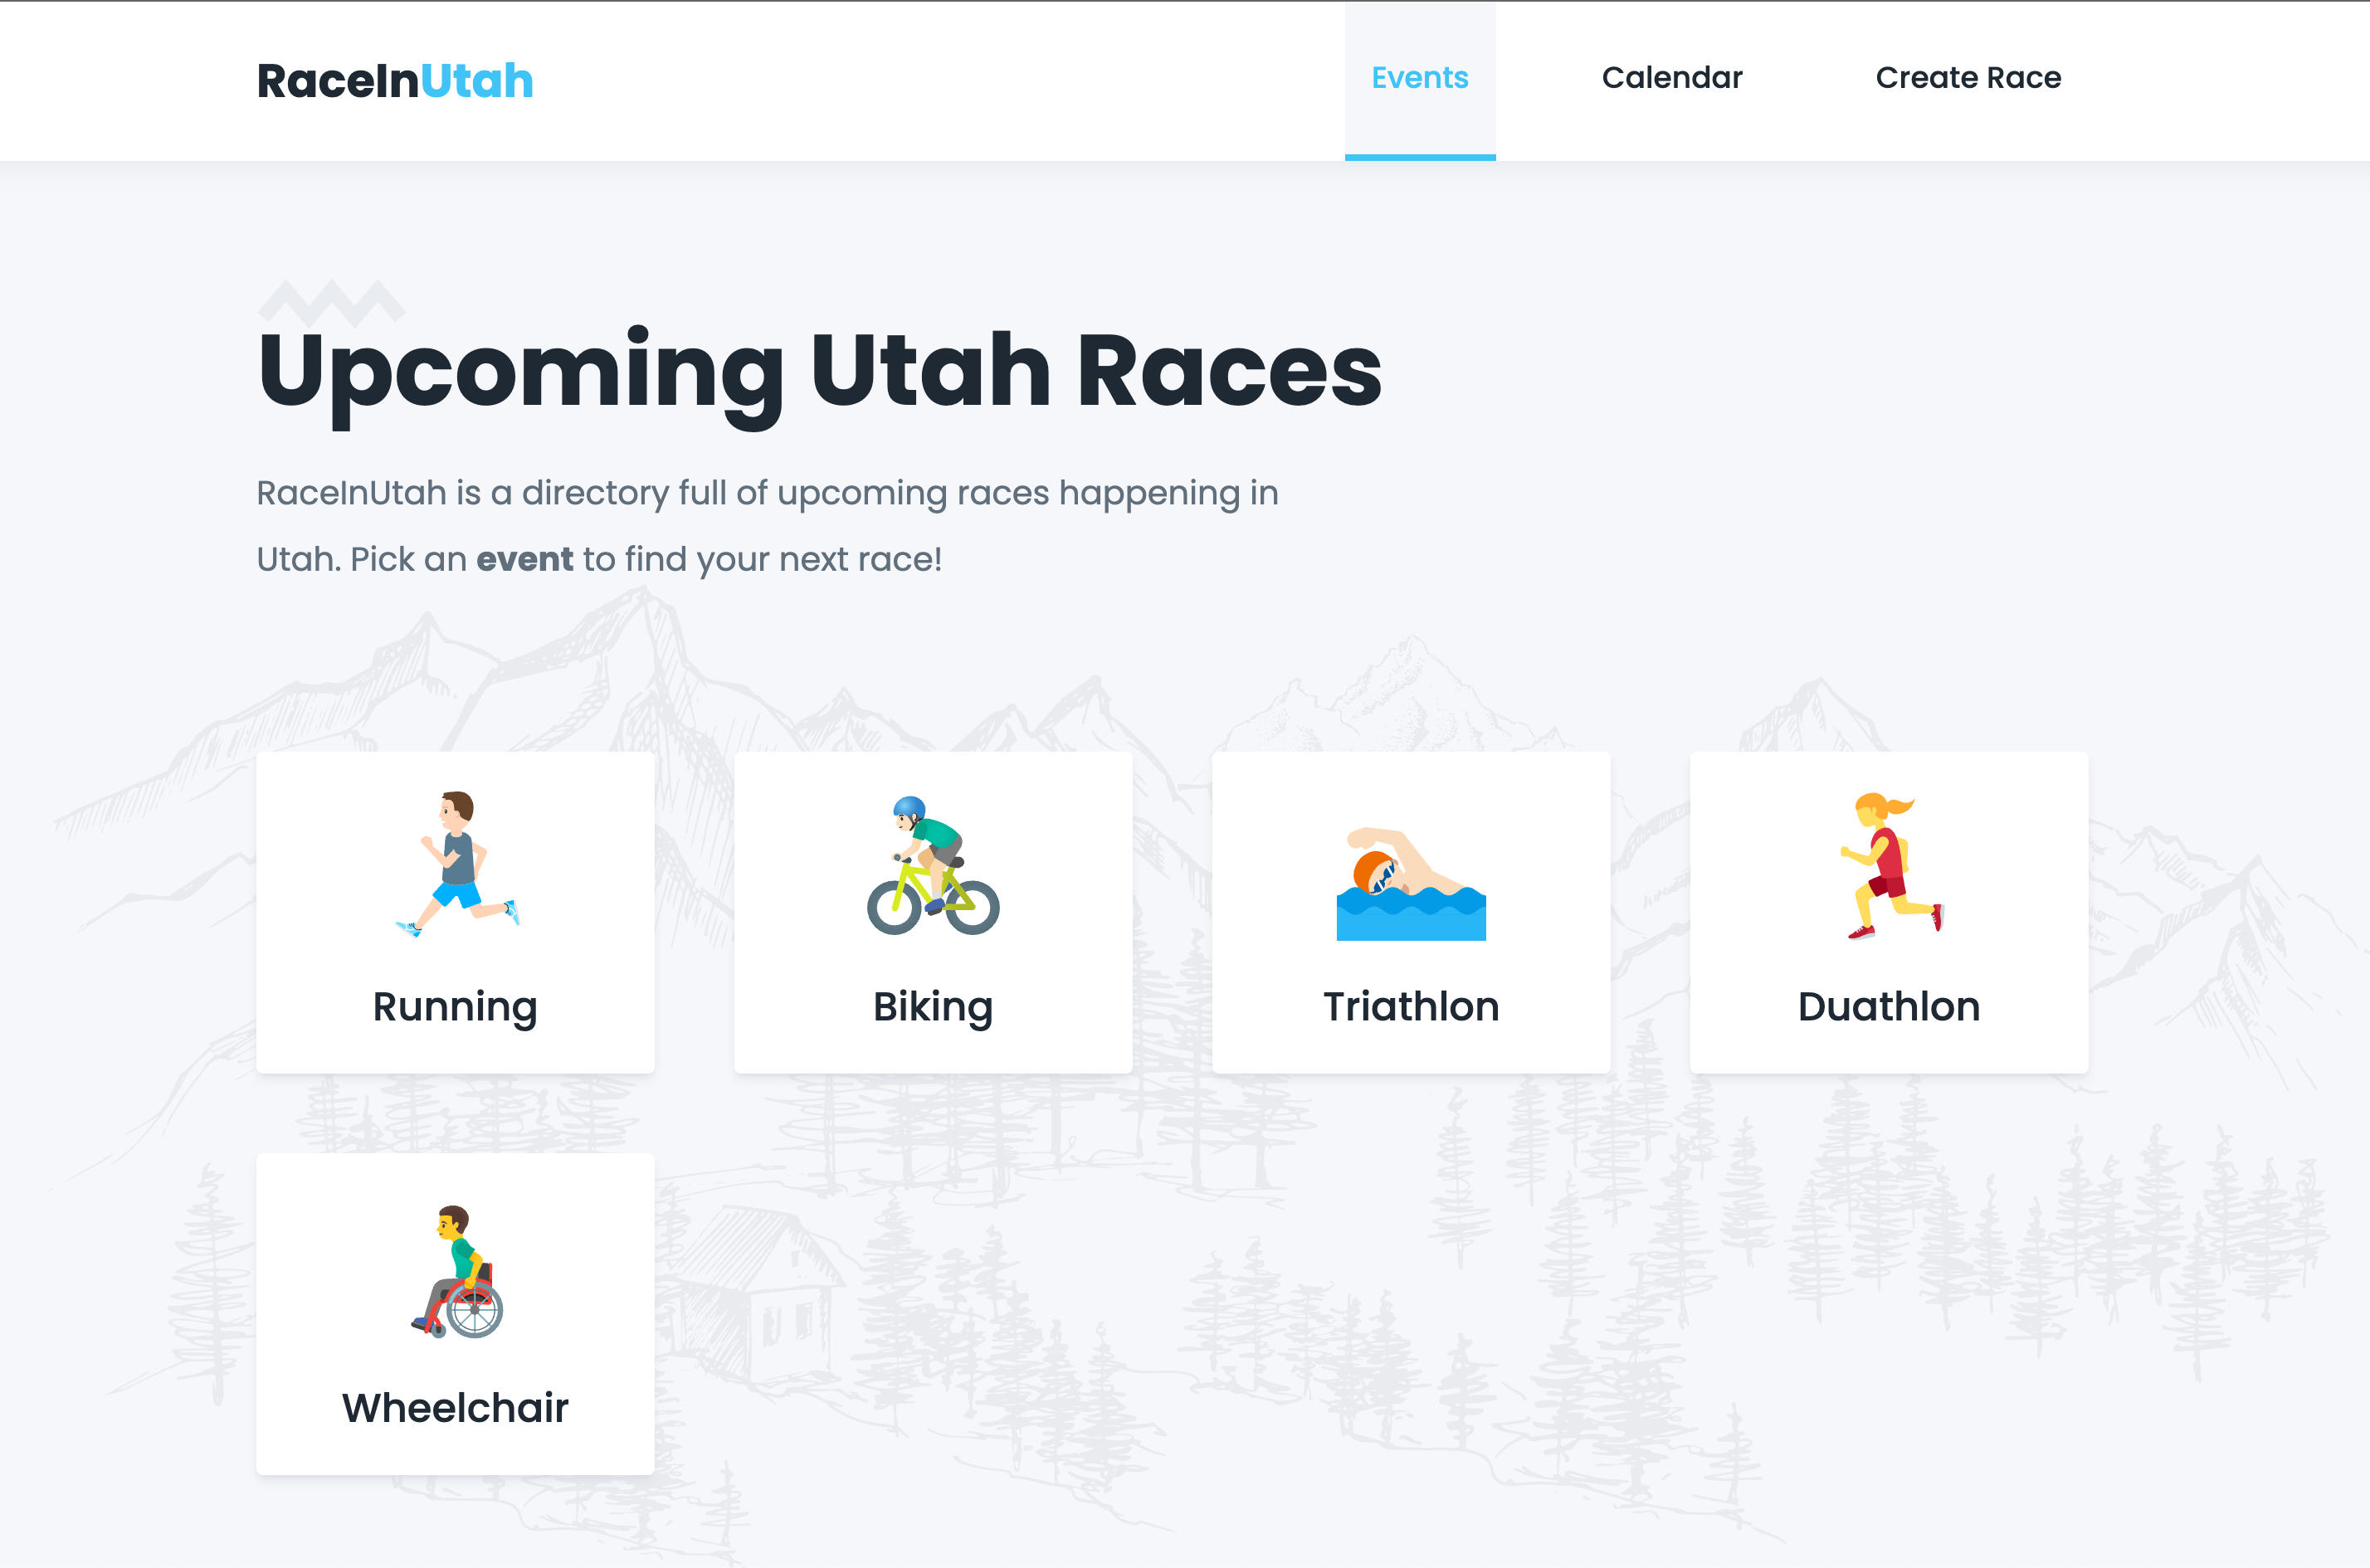 RaceInUtah
Events
Calendar
Create Race
Upcoming Utah Races
RaceInUtah is a directory full of upcoming races happening in
Utah. Pick an event to find your next race!
Running
Biking
Triathlon
Duathlon
Wheelchair